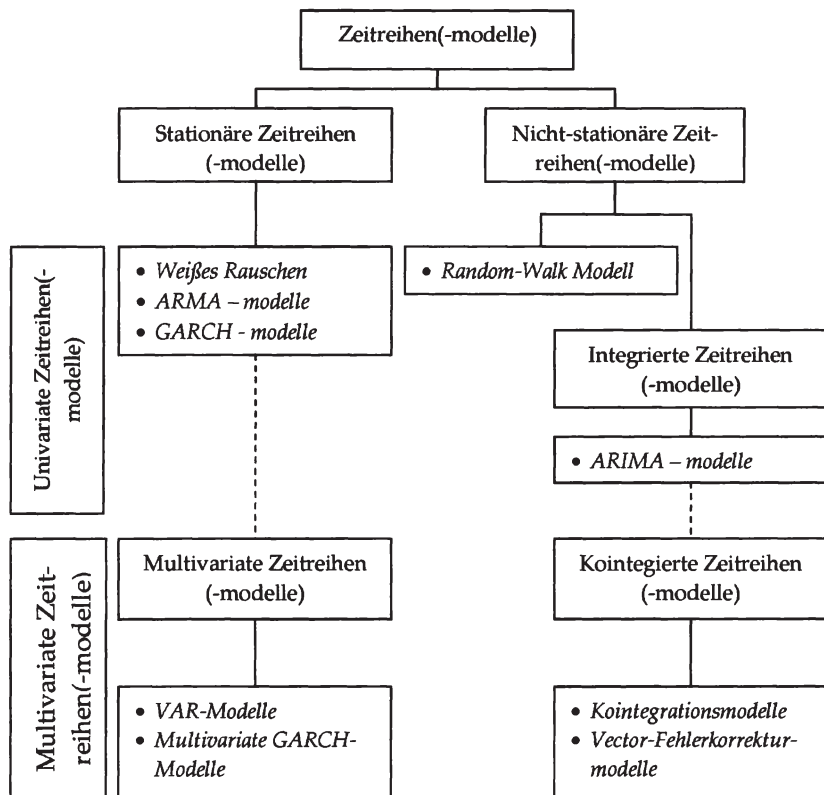 Zeitreihen(-modelle)
Stationäre Zeitreihen
(-modelle)
Nicht-stationäre Zeit-
reihen(-modelle)
Univariate Zeitreihen(-
modelle)
• Weißes Rauschen
• ARMA – modelle
• GARCH - modelle
• Random-Walk Modell
Integrierte Zeitreihen
(-modelle)
• ARIMA – modelle
Multivariate Zeit-
reihen(-modelle)
Multivariate Zeitreihen
(-modelle)
Kointegierte Zeitreihen
(-modelle)
• VAR-Modelle
• Multivariate GARCH-
Modelle
• Kointegrationsmodelle
• Vector-Fehlerkorrektur-
modelle